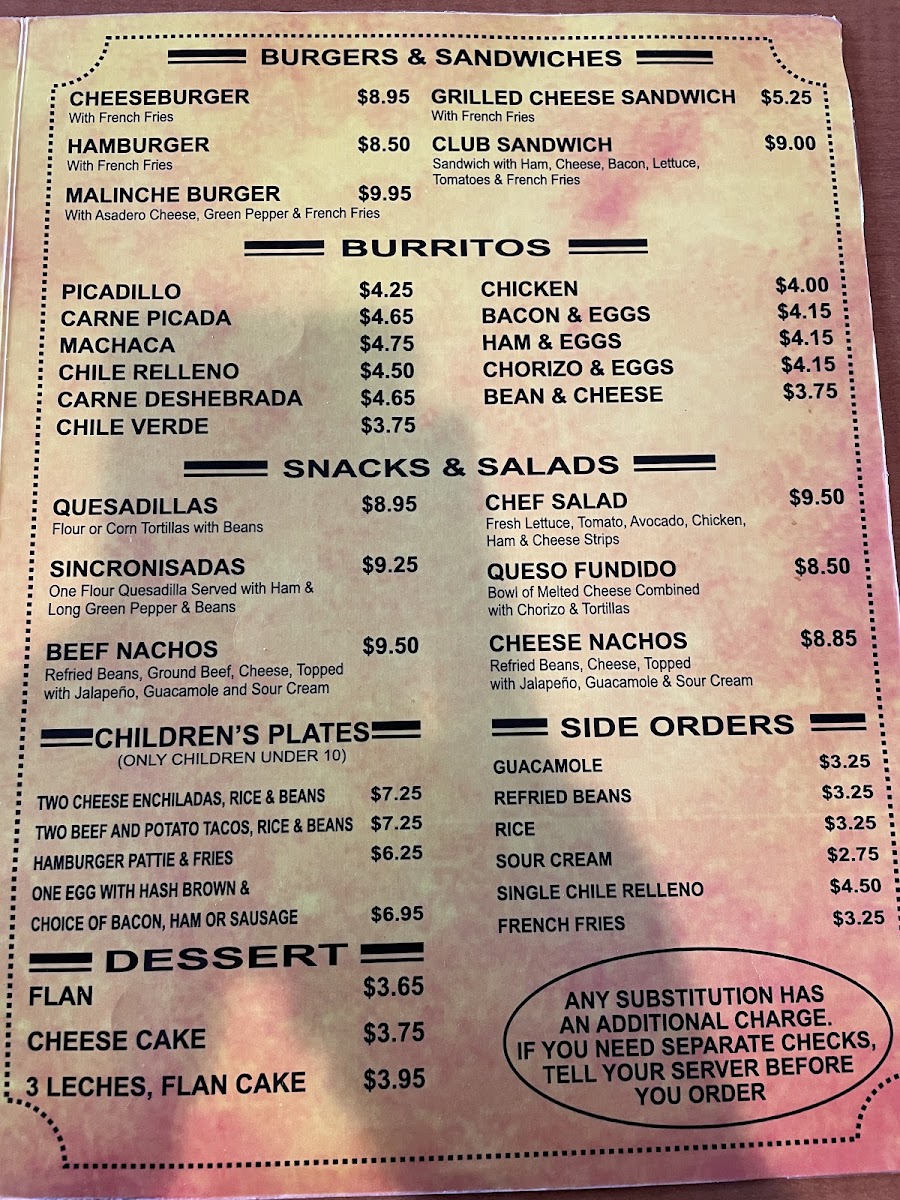 BURGERS & SANDWICHES
CHEESEBURGER $8.95
With French Fries
HAMBURGER $8.50
With French Fries
MALINCHE BURGER $9.95
With Asadero Cheese, Green Pepper & French Fries
GRILLED CHEESE SANDWICH $5.25
With French Fries
CLUB SANDWICH $9.00
Sandwich with Ham, Cheese, Bacon, Lettuce,
Tomatoes & French Fries
BURRITOS
PICADILLO $4.25
CARNE PICADA $4.65
MACHACA $4.75
CHILE RELLENO $4.50
CARNE DESHEBRADA $4.65
CHILE VERDE $3.75
CHICKEN $4.00
BACON & EGGS $4.15
HAM & EGGS $4.15
CHORIZO & EGGS $4.15
BEAN & CHEESE $3.75
SNACKS & SALADS
QUESADILLAS $8.95
Flour or Corn Tortillas with Beans
SINCRONISADAS $9.25
One Flour Quesadilla Served with Ham &
Long Green Pepper & Beans
BEEF NACHOS $9.50
Refried Beans, Ground Beef, Cheese, Topped
with Jalapeño, Guacamole and Sour Cream
CHEF SALAD $9.50
Fresh Lettuce, Tomato, Avocado, Chicken,
Ham & Cheese Strips
QUESO FUNDIDO $8.50
Bowl of Melted Cheese Combined
with Chorizo & Tortillas
CHEESE NACHOS $8.85
Refried Beans, Cheese, Topped
with Jalapeño, Guacamole & Sour Cream
CHILDREN'S PLATES
(ONLY CHILDREN UNDER 10)
TWO CHEESE ENCHILADAS, RICE & BEANS $7.25
TWO BEEF AND POTATO TACOS, RICE & BEANS $7.25
HAMBURGER PATTIE & FRIES $6.25
ONE EGG WITH HASH BROWN &
CHOICE OF BACON, HAM OR SAUSAGE $6.95
SIDE ORDERS
GUACAMOLE $3.25
REFRIED BEANS $3.25
RICE $3.25
SOUR CREAM $2.75
SINGLE CHILE RELLENO $4.50
FRENCH FRIES $3.25
DESSERT
FLAN $3.65
CHEESE CAKE $3.75
3 LECHES, FLAN CAKE $3.95
ANY SUBSTITUTION HAS
AN ADDITIONAL CHARGE.
IF YOU NEED SEPARATE CHECKS,
TELL YOUR SERVER BEFORE
YOU ORDER